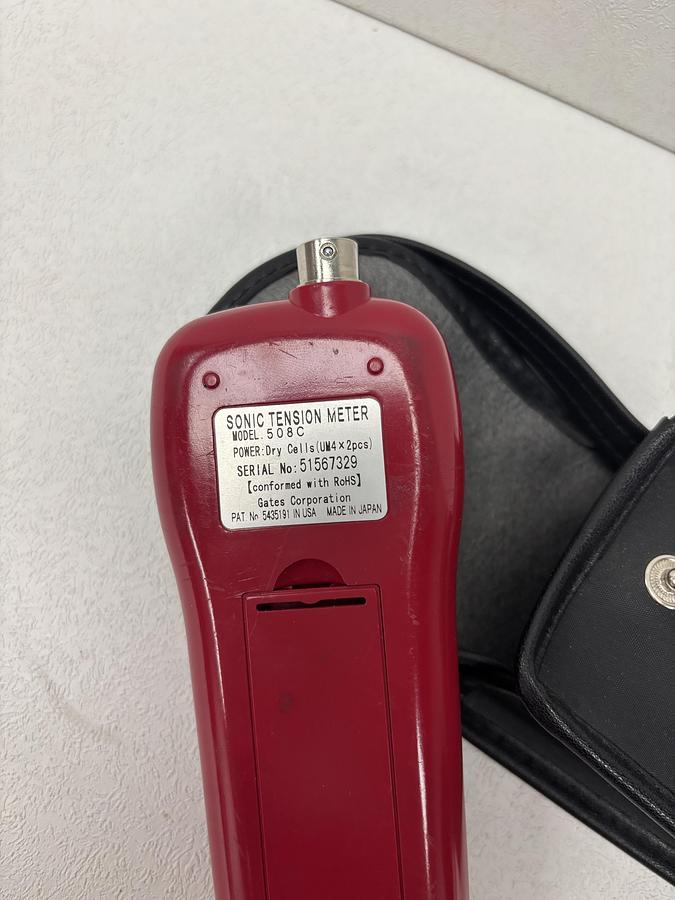 SONIC TENSION METER
MODEL. 508C
POWER:Dry Cells(UM4×2pcs)
SERIAL No:51567329
【conformed with RoHS】
Gates Corporation
PAT. No 5435191 IN USA MADE IN JAPAN